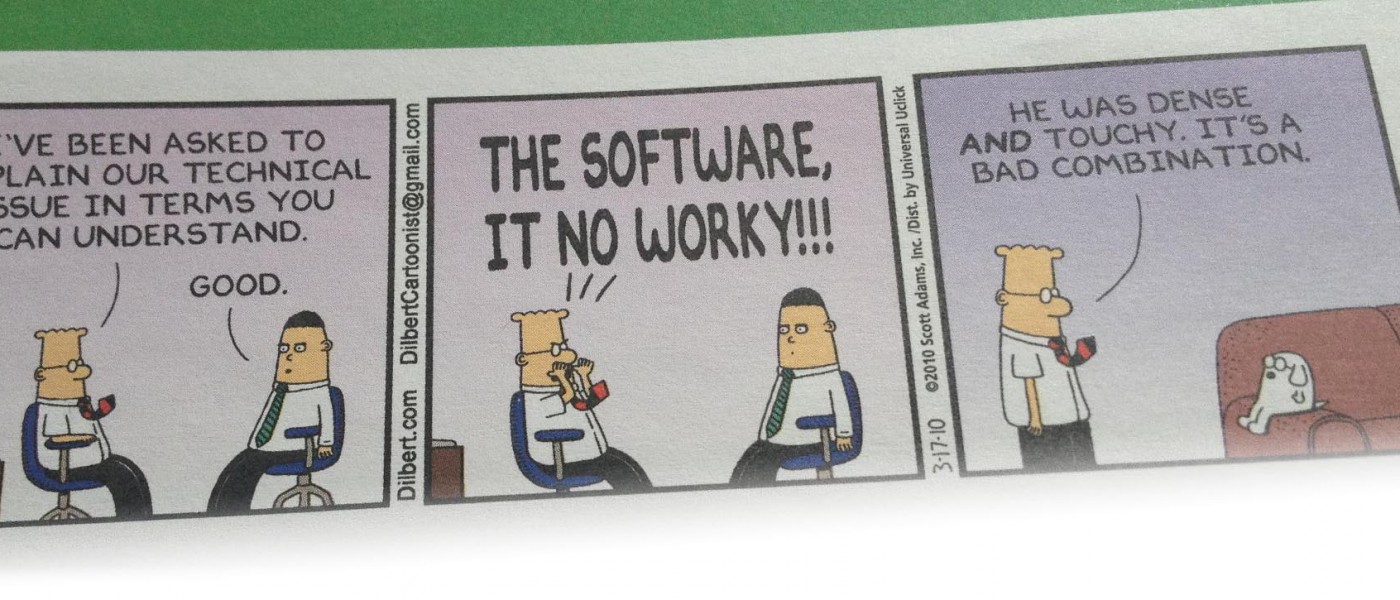 'VE BEEN ASKED TO
PLAIN OUR TECHNICAL
SSUE IN TERMS YOU
CAN UNDERSTAND.
GOOD.
Dilbert.com DilbertCartoonist@gmail.com
THE SOFTWARE,
IT NO WORKY!!!
3-17-10 ©2010 Scott Adams, Inc. /Dist. by Universal Uclick
HE WAS DENSE
AND TOUCHY. IT'S A
BAD COMBINATION.